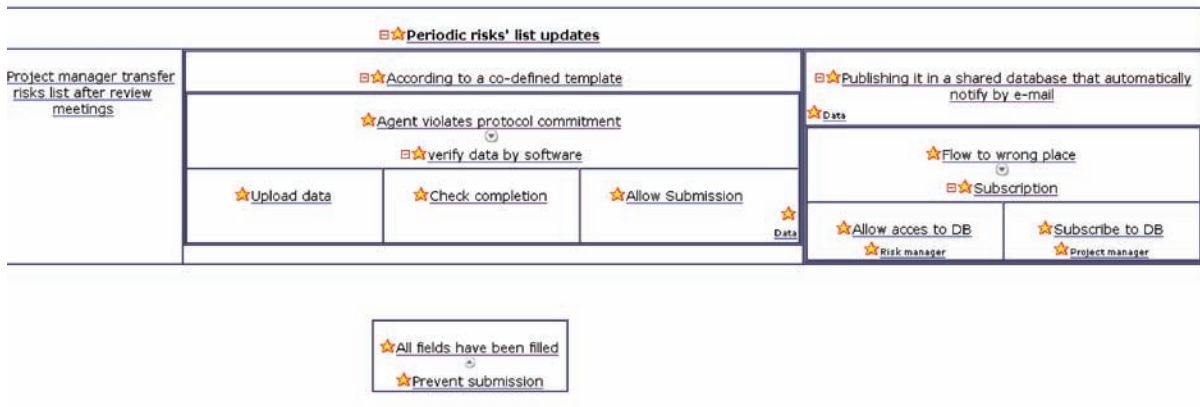 Periodic risks' list updates
Project manager transfer
risks list after review
meetings
According to a co-defined template
Agent violates protocol commitment
verify data by software
Upload data
Check completion
Allow Submission
Data
Publishing it in a shared database that automatically
notify by e-mail
Data
Flow to wrong place
Subscription
Allow acces to DB
Risk manager
Subscribe to DB
Project manager
All fields have been filled
Prevent submission